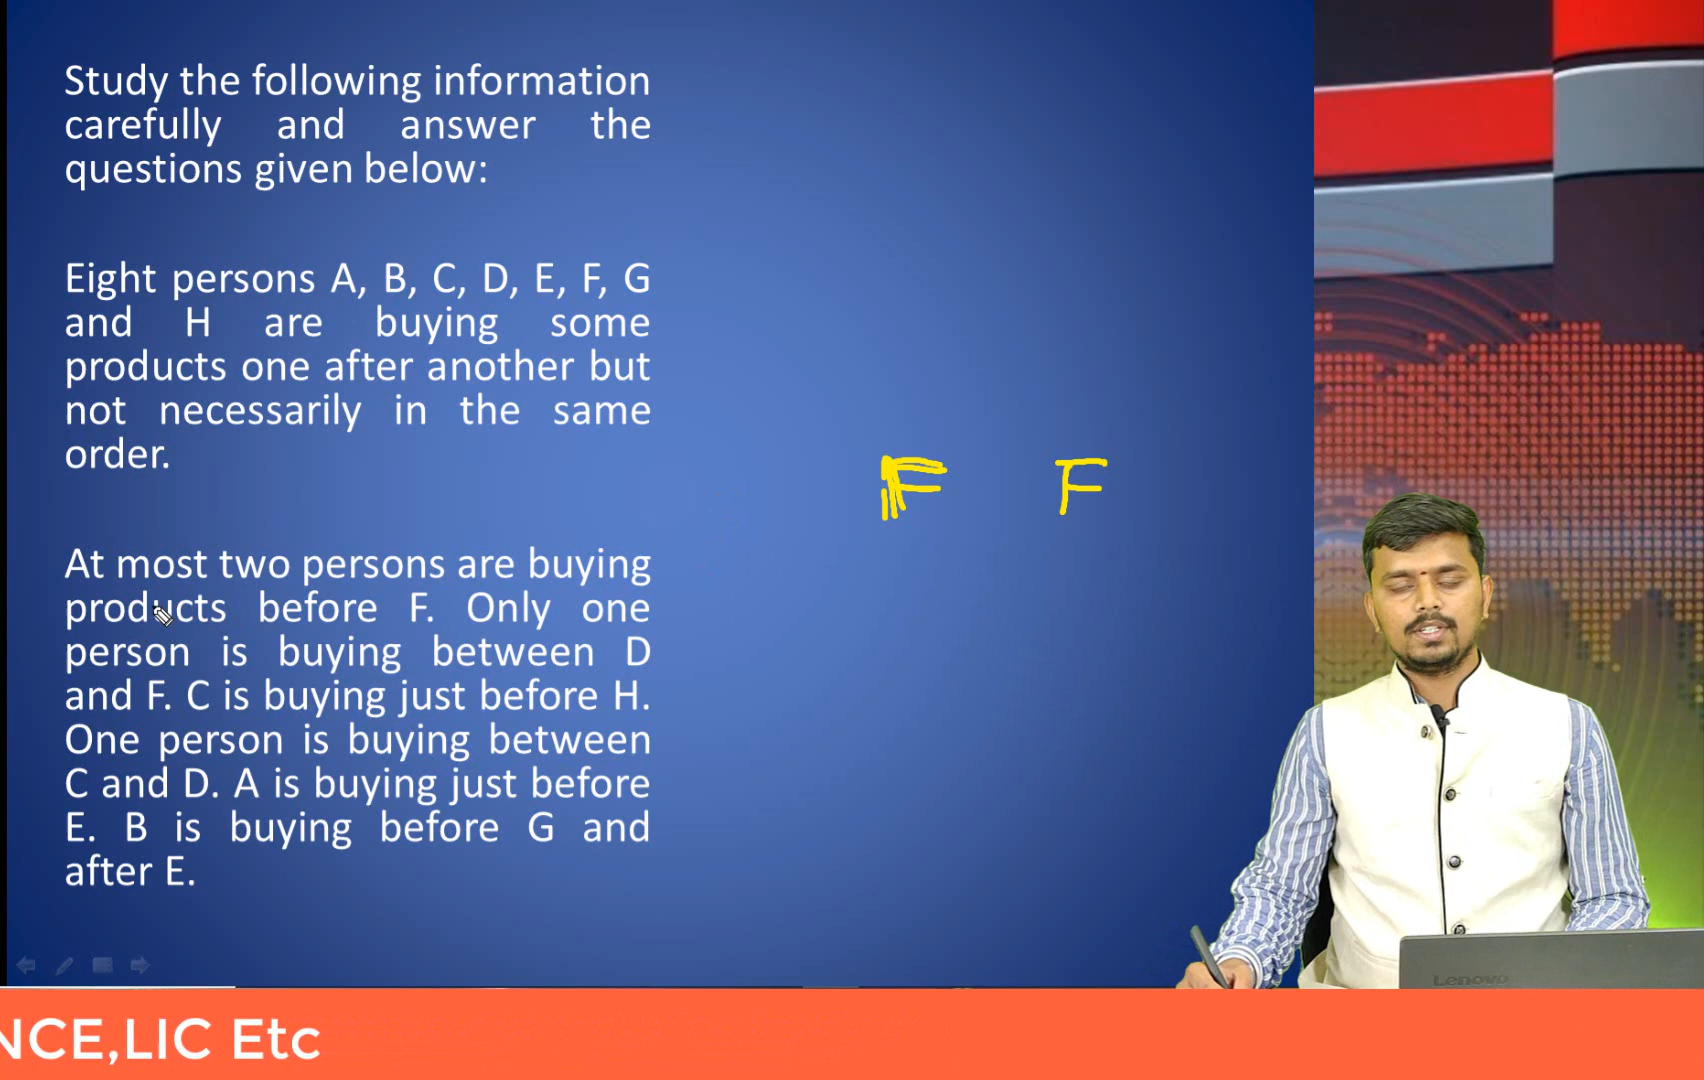 Study the following information
carefully and answer the
questions given below:
Eight persons A, B, C, D, E, F, G
and H are buying some
products one after another but
not necessarily in the same
order.
F F
At most two persons are buying
products before F. Only one
person is buying between D
and F. C is buying just before H.
One person is buying between
C and D. A is buying just before
E. B is buying before G and
after E.
Lenovo
NCE,LIC Etc